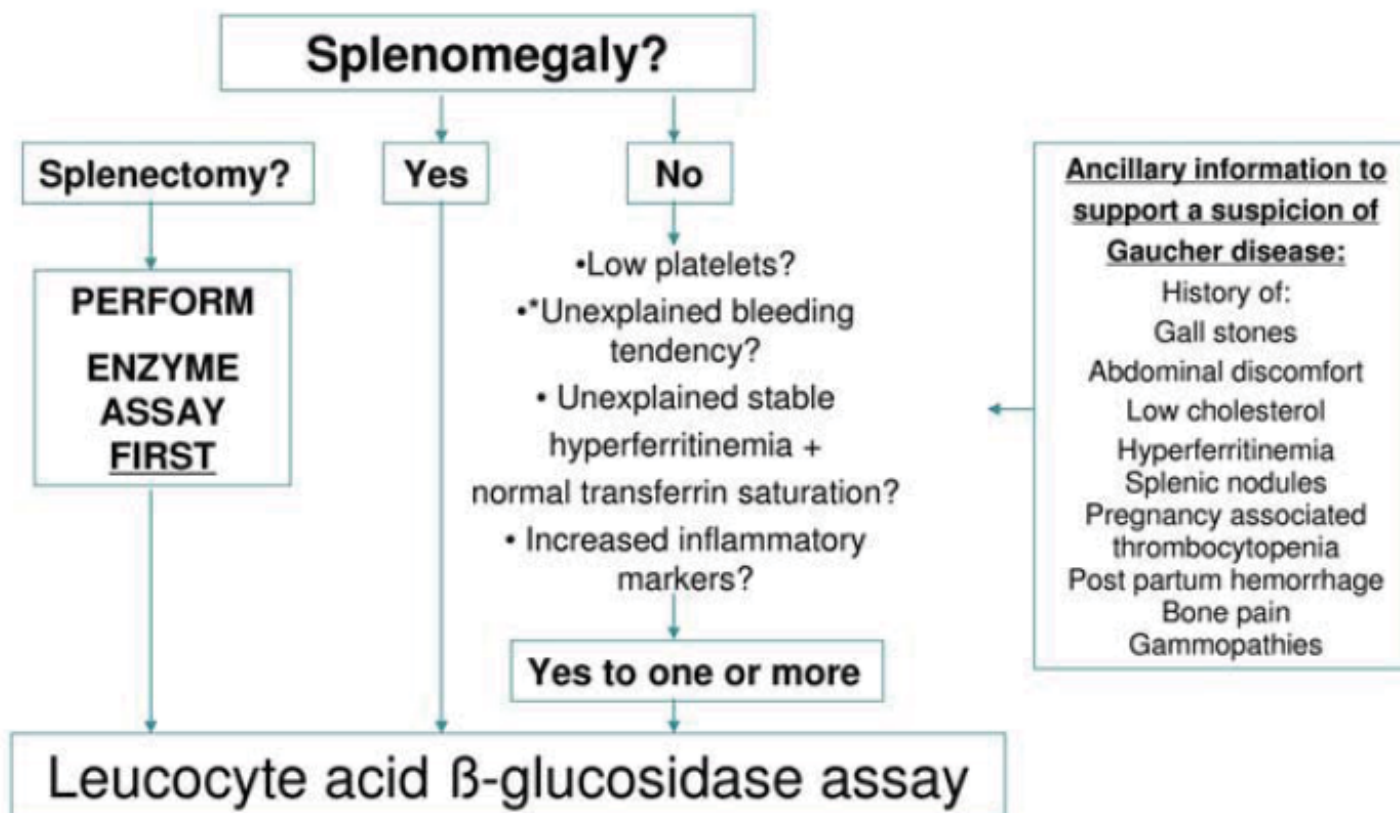 Splenomegaly?
Splenectomy?
Yes
No
PERFORM
ENZYME
ASSAY
FIRST
•Low platelets?
•*Unexplained bleeding
tendency?
• Unexplained stable
hyperferritinemia +
normal transferrin saturation?
• Increased inflammatory
markers?
Yes to one or more
Ancillary information to
support a suspicion of
Gaucher disease:
History of:
Gall stones
Abdominal discomfort
Low cholesterol
Hyperferritinemia
Splenic nodules
Pregnancy associated
thrombocytopenia
Post partum hemorrhage
Bone pain
Gammopathies
Leucocyte acid ß-glucosidase assay